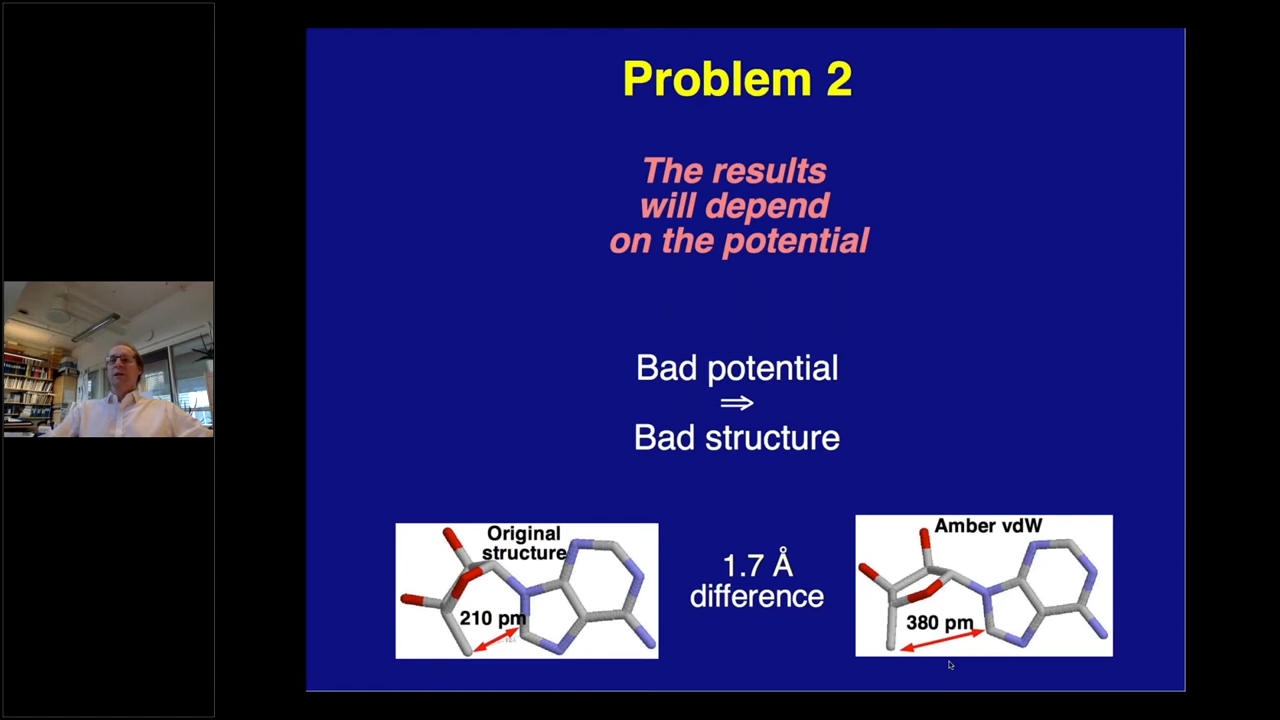 Problem 2
The results
will depend
on the potential
Bad potential
⇒
Bad structure
Original
structure
210 pm
1.7 Å
difference
Amber vdW
380 pm